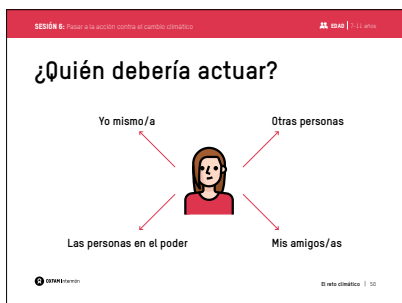 SESIÓN 6: Pasar a la acción contra el cambio climático
EDAD | 7-11 años
¿Quién debería actuar?
Yo mismo/a
Otras personas
Las personas en el poder
Mis amigos/as
OXFAM Intermón
El reto climático | 58